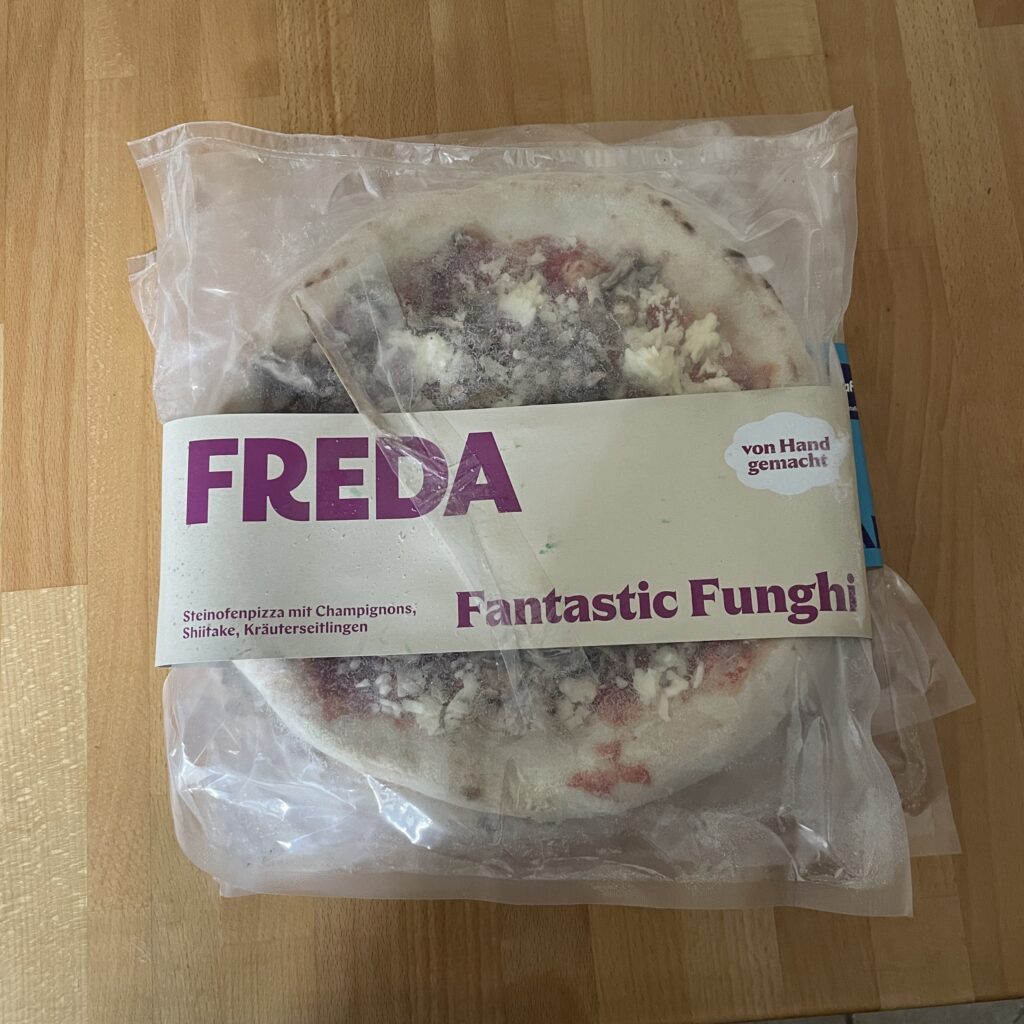 FREDA
von Hand
gemacht
Steinofenpizza mit Champignons,
Shiitake, Kräuterseitlingen
Fantastic Funghi